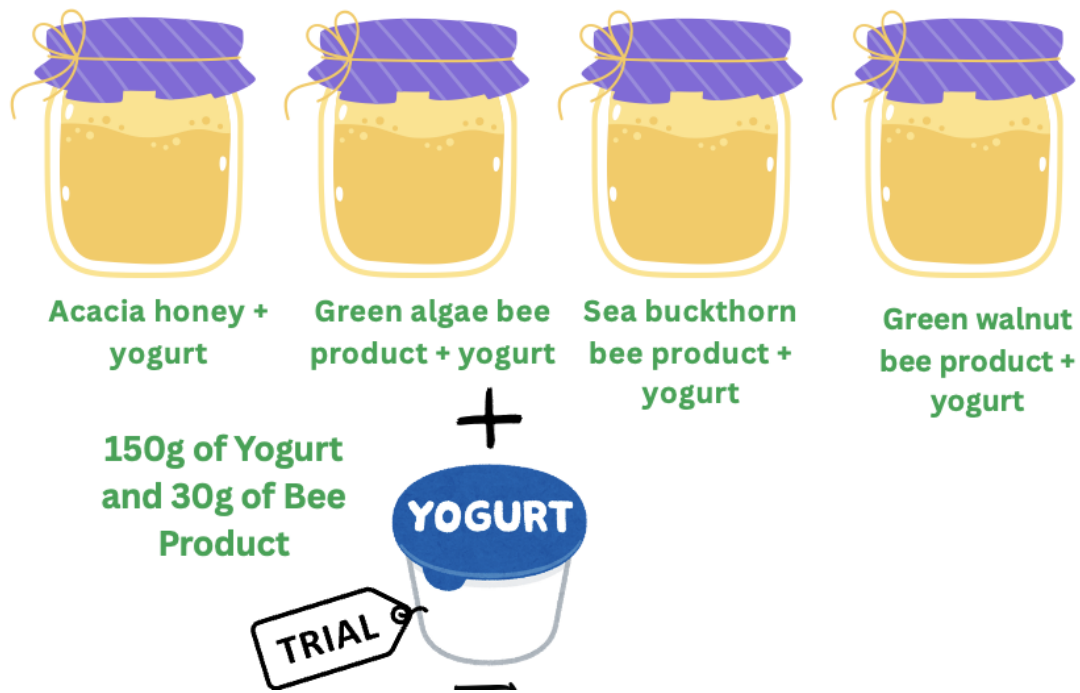 Acacia honey +
yogurt
Green algae bee
product + yogurt
Sea buckthorn
bee product +
yogurt
Green walnut
bee product +
yogurt
150g of Yogurt
and 30g of Bee
Product
YOGURT
TRIAL